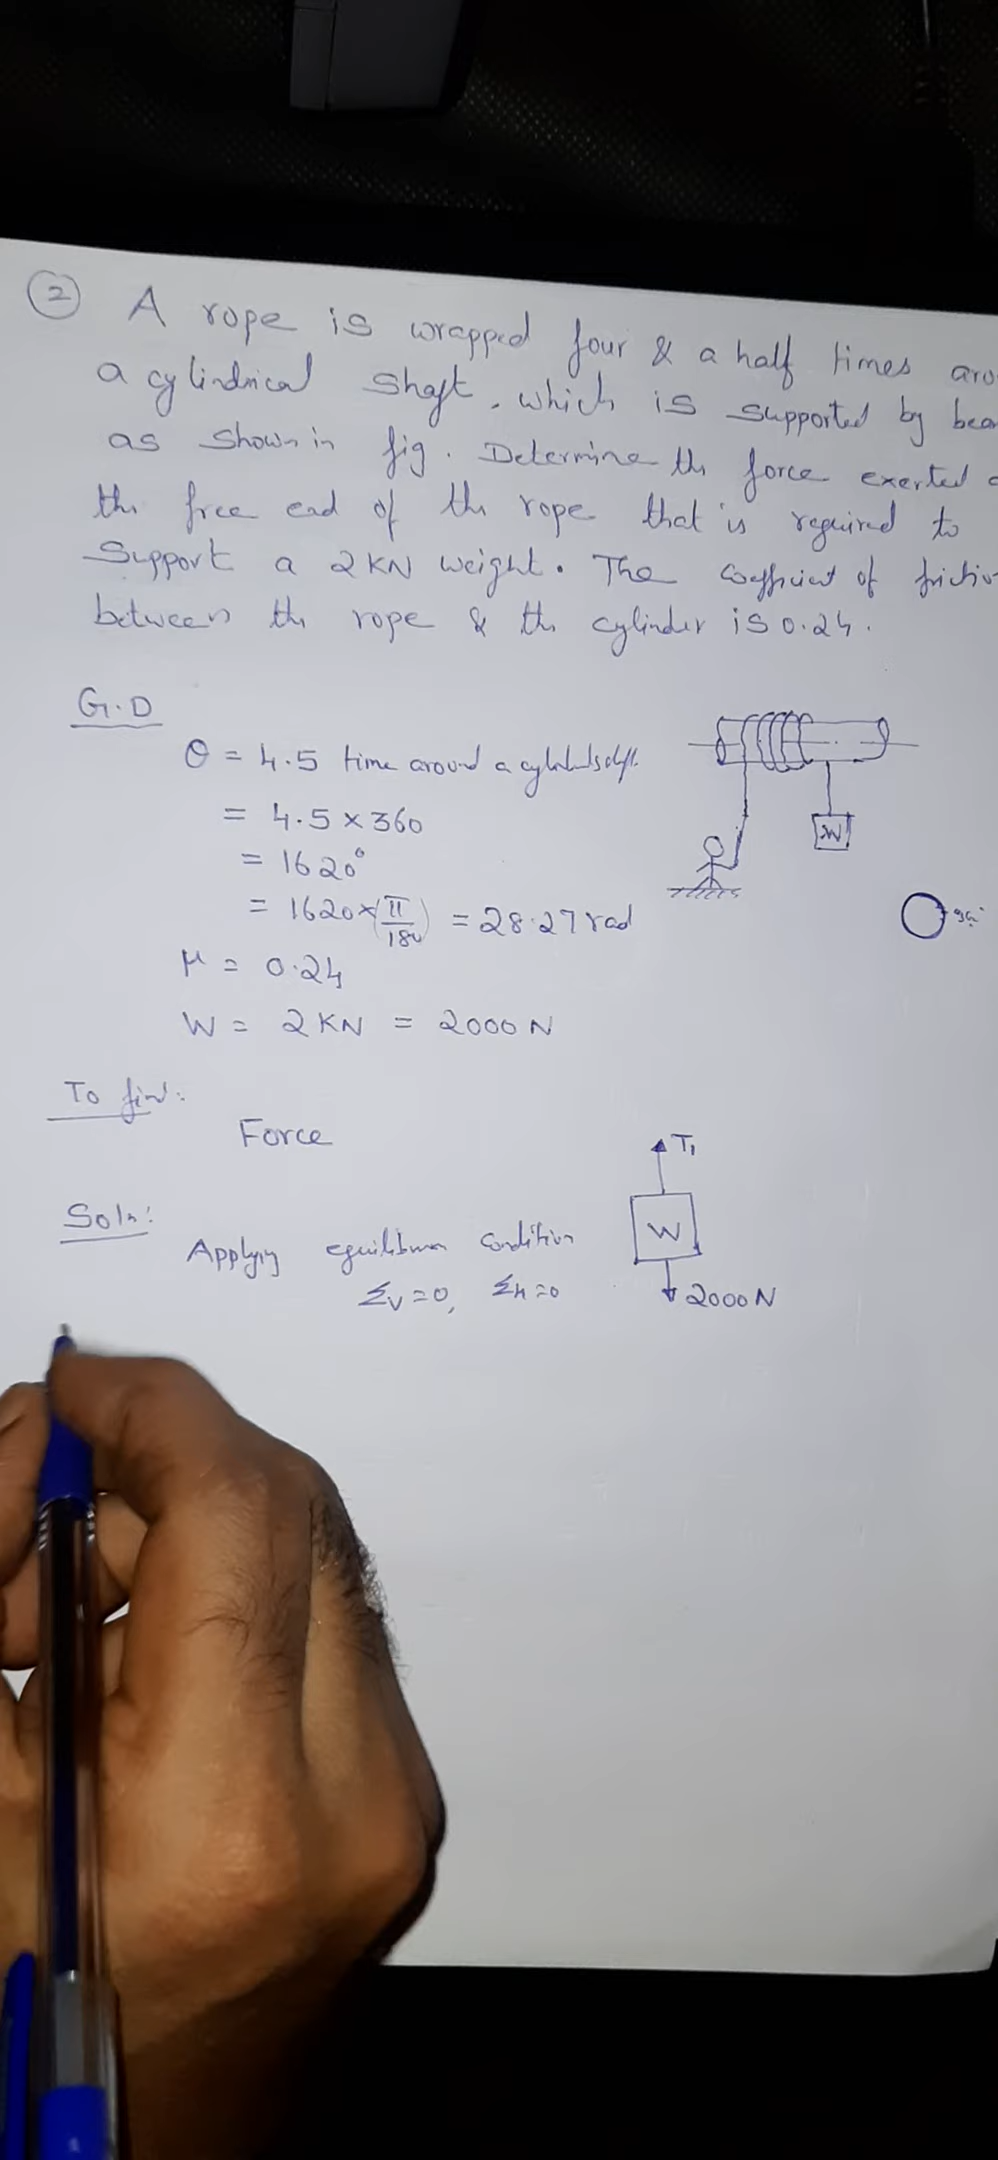 2 A rope is wrapped four & a half times aro
a cylindrical shaft, which is supported by bea
as shown in fig. Determine the force exerted o
the free end of the rope that is required to
Support a 2KN weight. The coefficient of frictio
between the rope & the cylinder is 0.24.
G.D
θ = 4.5 time around a
= 4.5 × 360
= 1620°
= 1620×(π/180) = 28.27 rad
μ = 0.24
W = 2 KN = 2000 N
W
To find:
Force
Soln:
Applying equilibrium condition
Σv=0, Σh=0
T₁
W
2000 N